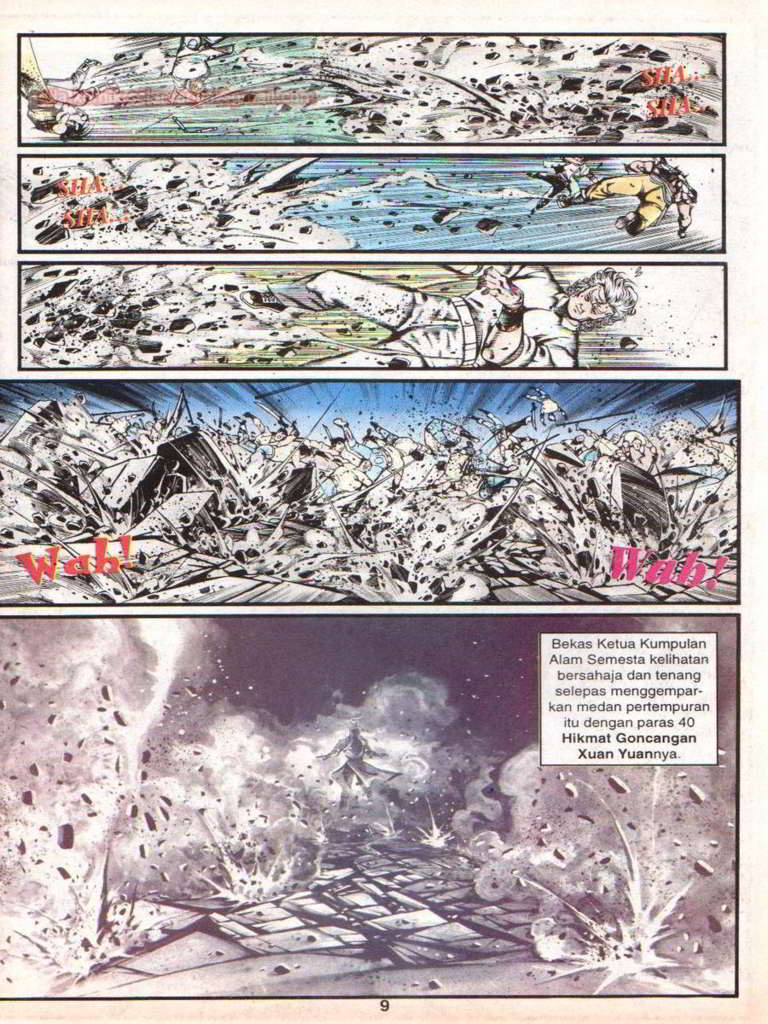 SHA...
SHA...
SHA...
SHA...
Wah!
Wah!
Bekas Ketua Kumpulan
Alam Semesta kelihatan
bersahaja dan tenang
selepas menggempar-
kan medan pertempuran
itu dengan paras 40
Hikmat Goncangan
Xuan Yuannya.
9